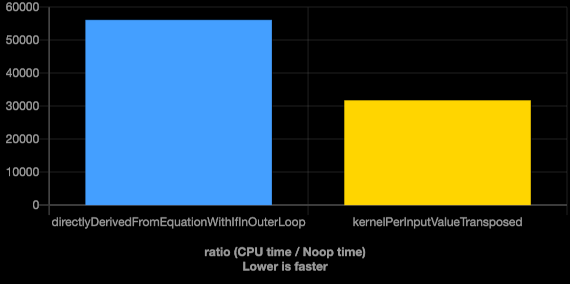 60000
50000
40000
30000
20000
10000
0
directlyDerivedFromEquationWithIfInOuterLoop
kernelPerInputValueTransposed
ratio (CPU time / Noop time)
Lower is faster